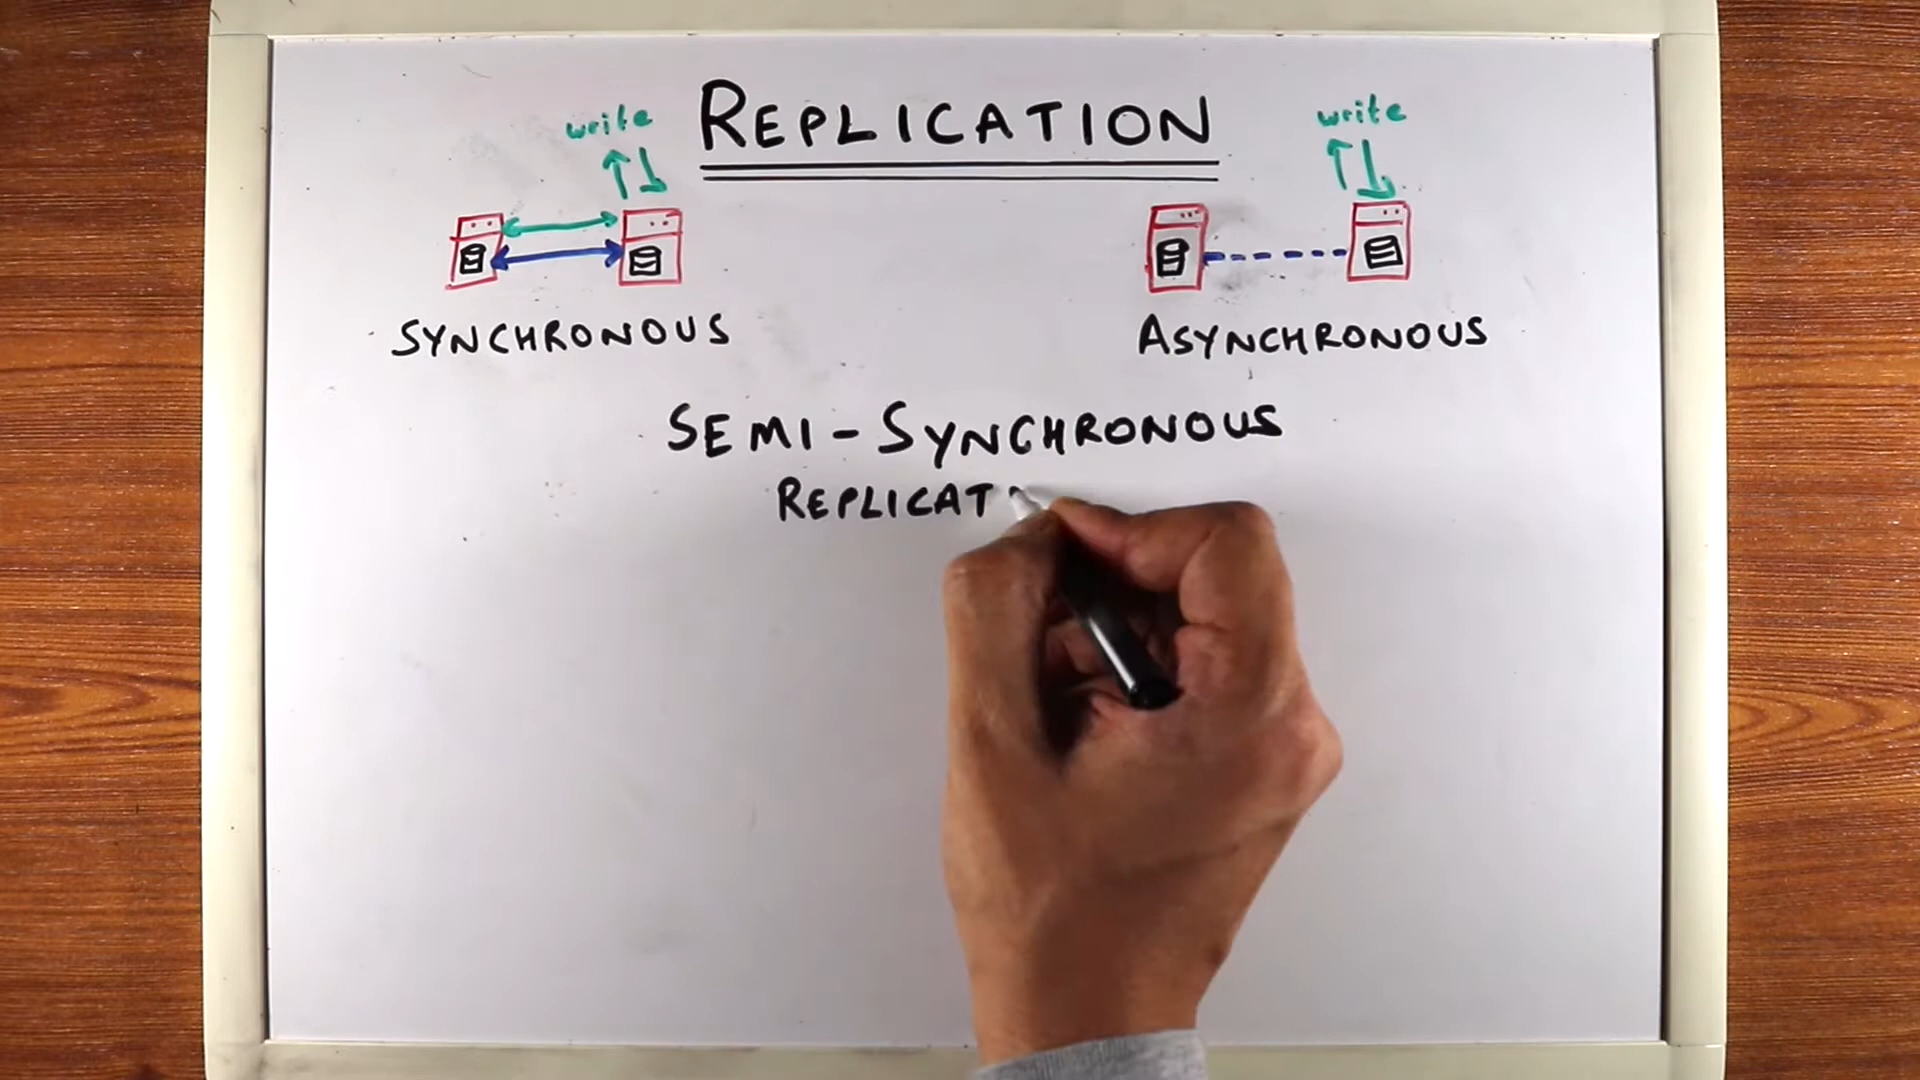 REPLICATION
write
write
SYNCHRONOUS
ASYNCHRONOUS
SEMI-SYNCHRONOUS
REPLICAT